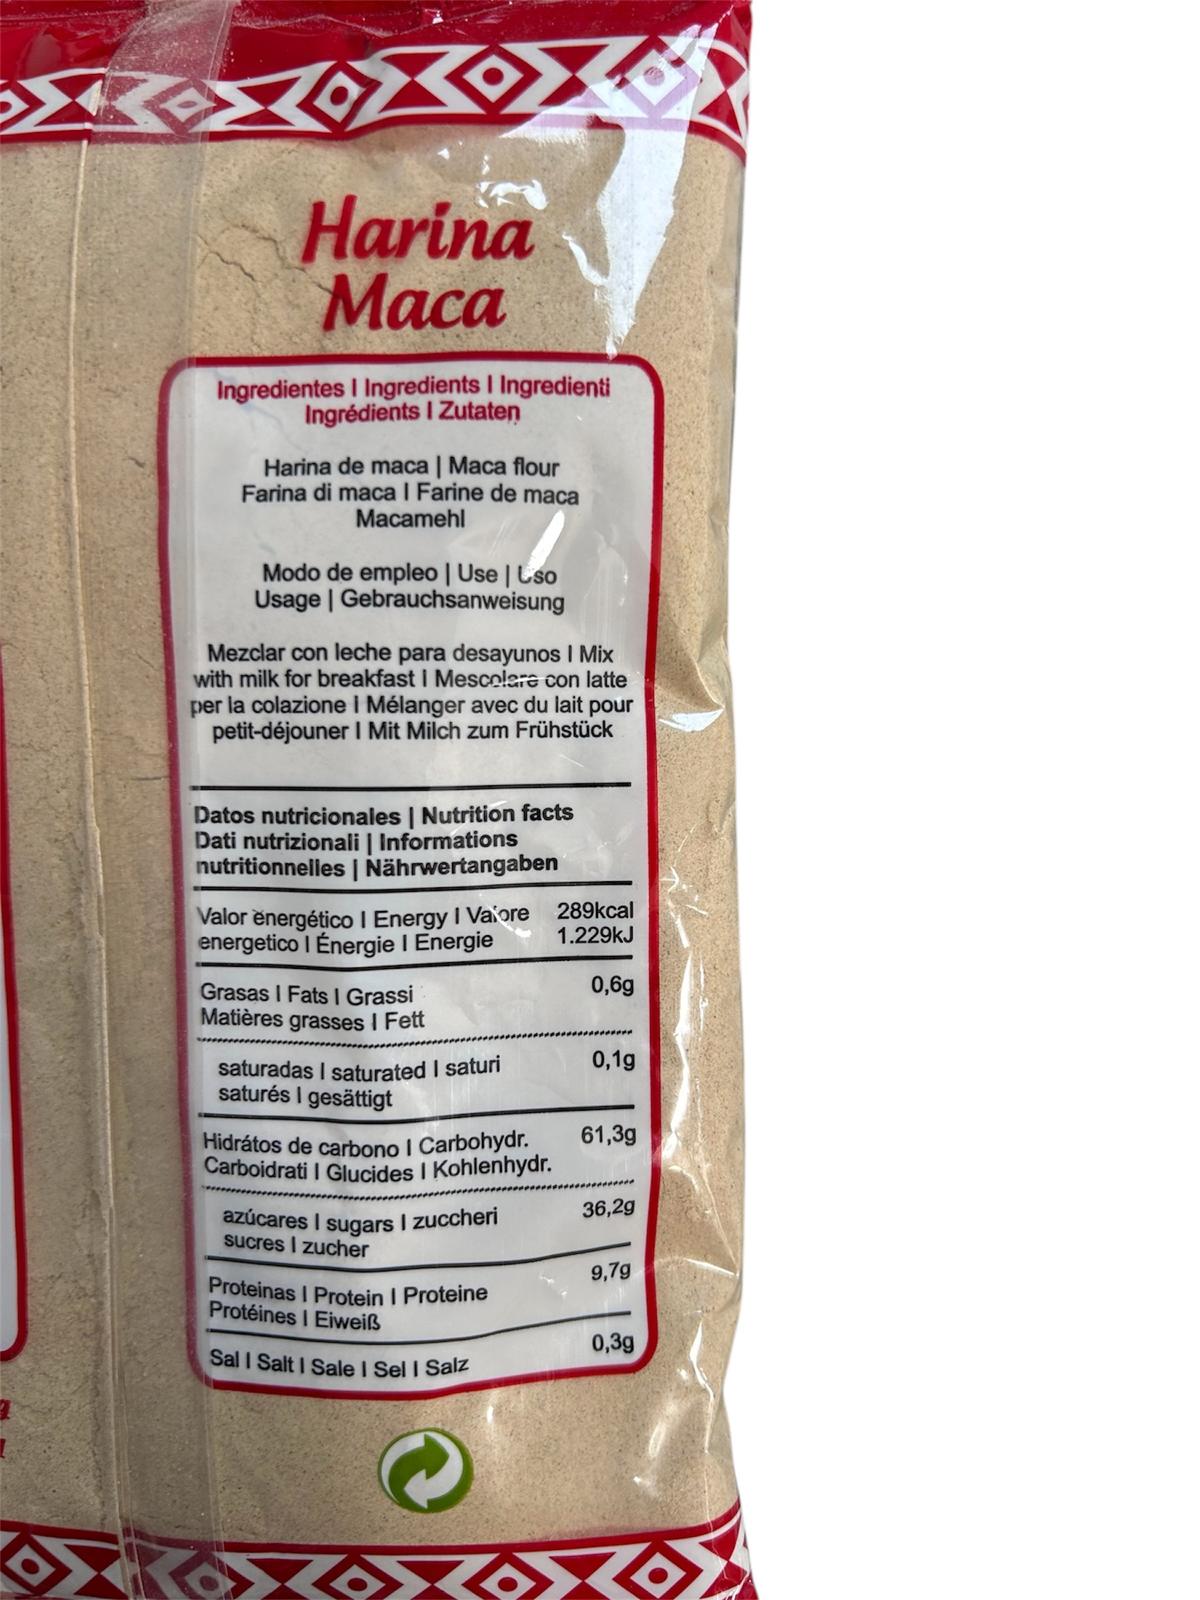 Harina
Maca
Ingredientes | Ingredients | Ingredienti
Ingrédients | Zutaten
Harina de maca | Maca flour
Farina di maca | Farine de maca
Macamehl
Modo de empleo | Use | Uso
Usage | Gebrauchsanweisung
Mezclar con leche para desayunos | Mix
with milk for breakfast | Mescolare con latte
per la colazione | Mélanger avec du lait pour
petit-déjouner | Mit Milch zum Frühstück
Datos nutricionales | Nutrition facts
Dati nutrizionali | Informations
nutritionnelles | Nährwertangaben
Valor energético | Energy | Valore 289kcal
energetico | Énergie | Energie 1.229kJ
Grasas | Fats | Grassi 0,6g
Matières grasses | Fett
saturadas | saturated | saturi 0,1g
saturés | gesättigt
Hidrátos de carbono | Carbohydr. 61,3g
Carboidrati | Glucides | Kohlenhydr.
azúcares | sugars | zuccheri 36,2g
sucres | zucher
Proteinas | Protein | Proteine 9,7g
Protéines | Eiweiß
Sal | Salt | Sale | Sel | Salz 0,3g